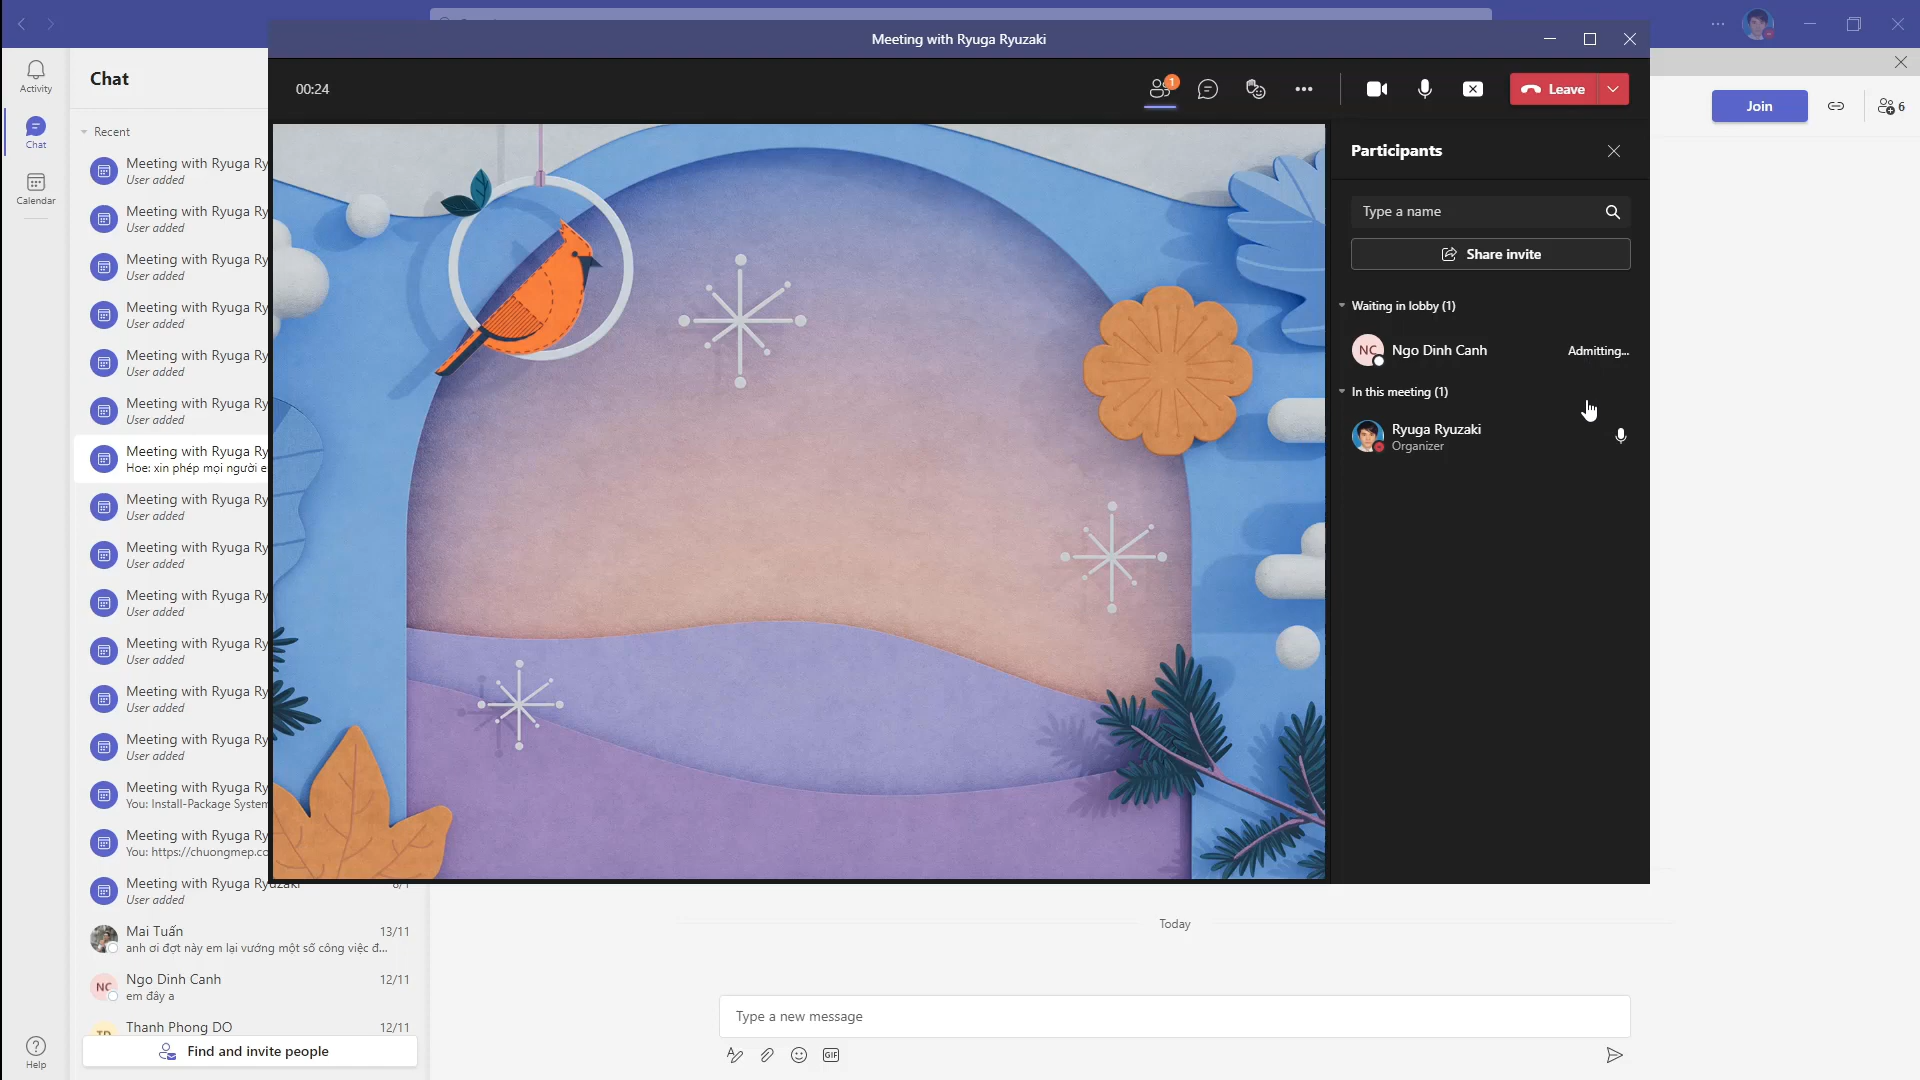 Meeting with Ryuga Ryuzaki
00:24
1
Leave
Activity
Chat
Calendar
Help
Chat
Recent
Meeting with Ryuga Ry
User added
Meeting with Ryuga Ry
User added
Meeting with Ryuga Ry
User added
Meeting with Ryuga Ry
User added
Meeting with Ryuga Ry
User added
Meeting with Ryuga Ry
User added
Meeting with Ryuga Ry
Hoe: xin phép mọi người e
Meeting with Ryuga Ry
User added
Meeting with Ryuga Ry
User added
Meeting with Ryuga Ry
User added
Meeting with Ryuga Ry
User added
Meeting with Ryuga Ry
User added
Meeting with Ryuga Ry
User added
Meeting with Ryuga Ry
You: Install-Package System
Meeting with Ryuga Ry
You: https://chuongmep.co
Meeting with Ryuga Ryuzaki
User added
Mai Tuấn 13/11
anh ơi đợt này em lại vướng một số công việc đ...
NC Ngo Dinh Canh 12/11
em đây a
Thanh Phong DO 12/11
Find and invite people
Participants
Type a name
Share invite
Waiting in lobby (1)
NC Ngo Dinh Canh Admitting...
In this meeting (1)
Ryuga Ryuzaki
Organizer
Join
6
Today
Type a new message
GIF